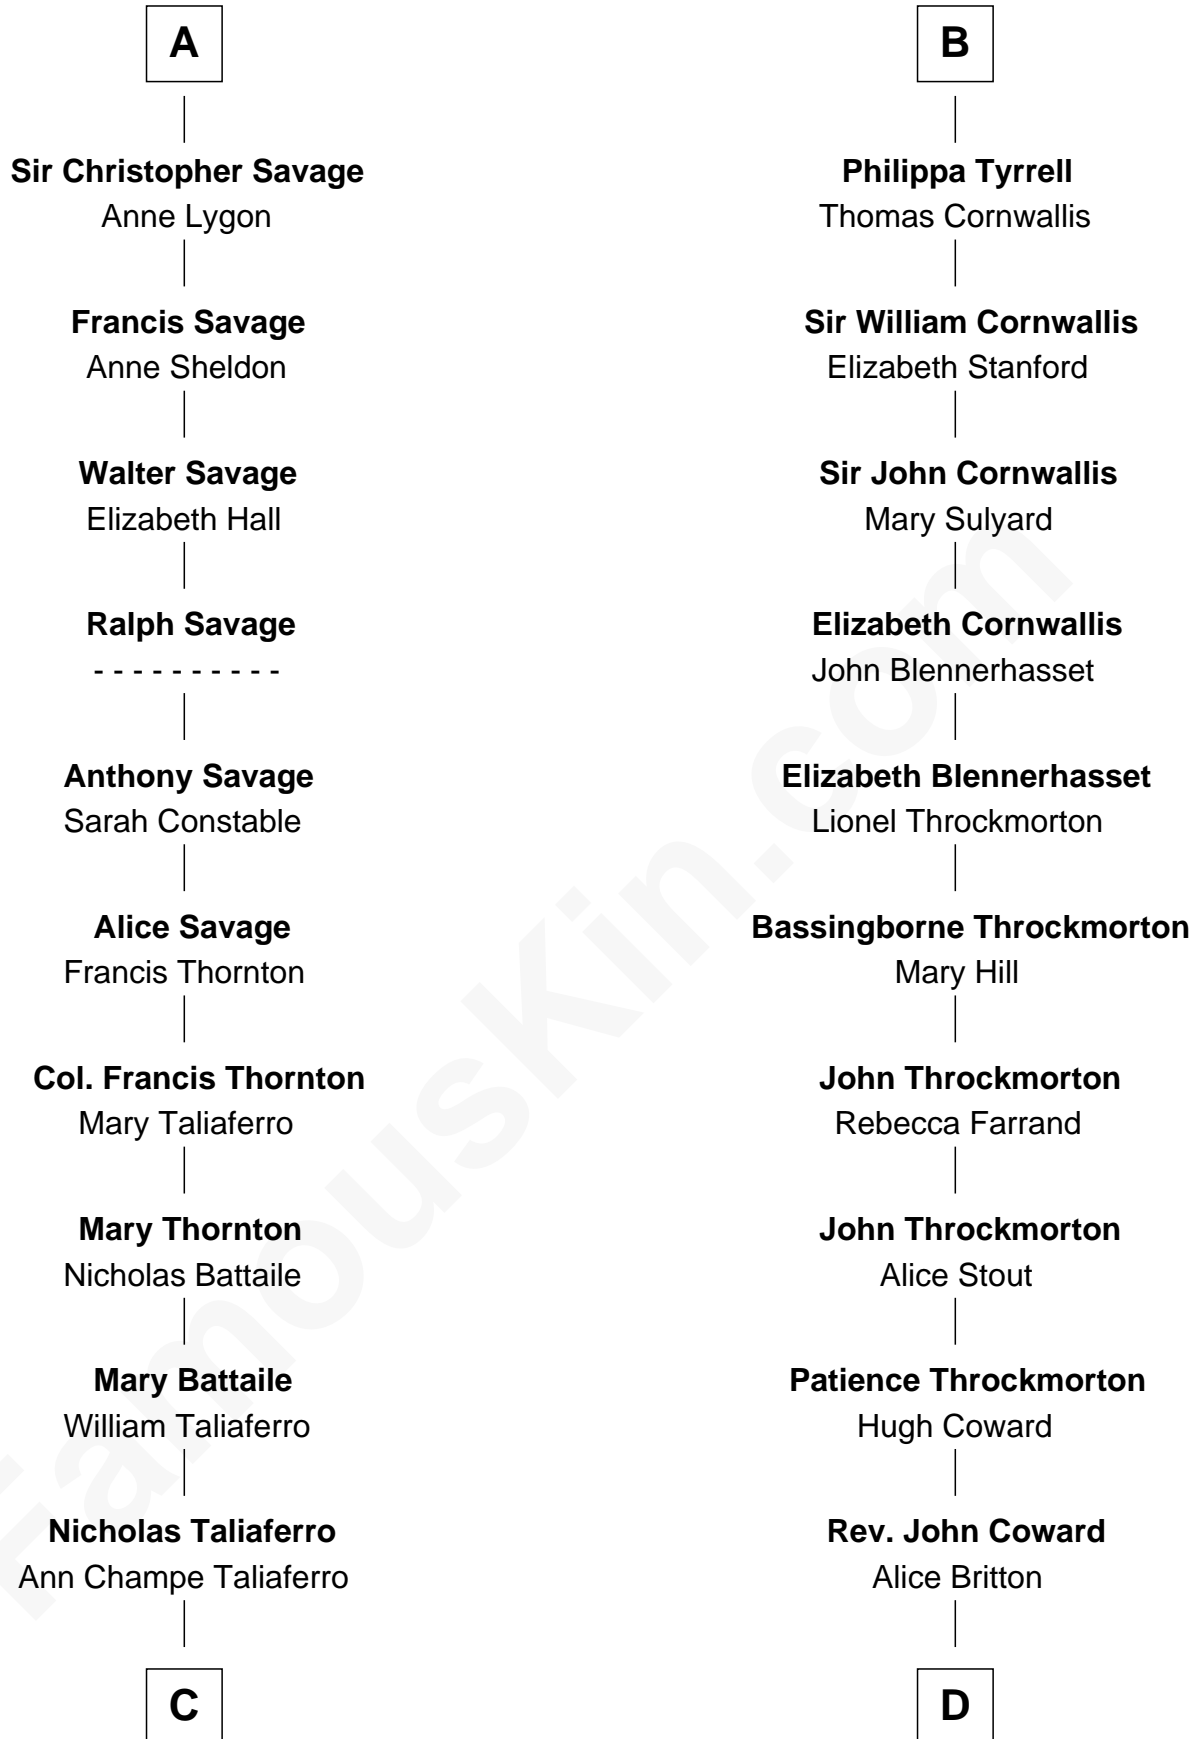 A
Sir Christopher Savage
Anne Lygon
Francis Savage
Anne Sheldon
Walter Savage
Elizabeth Hall
Ralph Savage
- - - - - - - - - -
Anthony Savage
Sarah Constable
Alice Savage
Francis Thornton
Col. Francis Thornton
Mary Taliaferro
Mary Thornton
Nicholas Battaile
Mary Battaile
William Taliaferro
Nicholas Taliaferro
Ann Champe Taliaferro
C
B
Philippa Tyrrell
Thomas Cornwallis
Sir William Cornwallis
Elizabeth Stanford
Sir John Cornwallis
Mary Sulyard
Elizabeth Cornwallis
John Blennerhasset
Elizabeth Blennerhasset
Lionel Throckmorton
Bassingborne Throckmorton
Mary Hill
John Throckmorton
Rebecca Farrand
John Throckmorton
Alice Stout
Patience Throckmorton
Hugh Coward
Rev. John Coward
Alice Britton
D
FamousKin.com